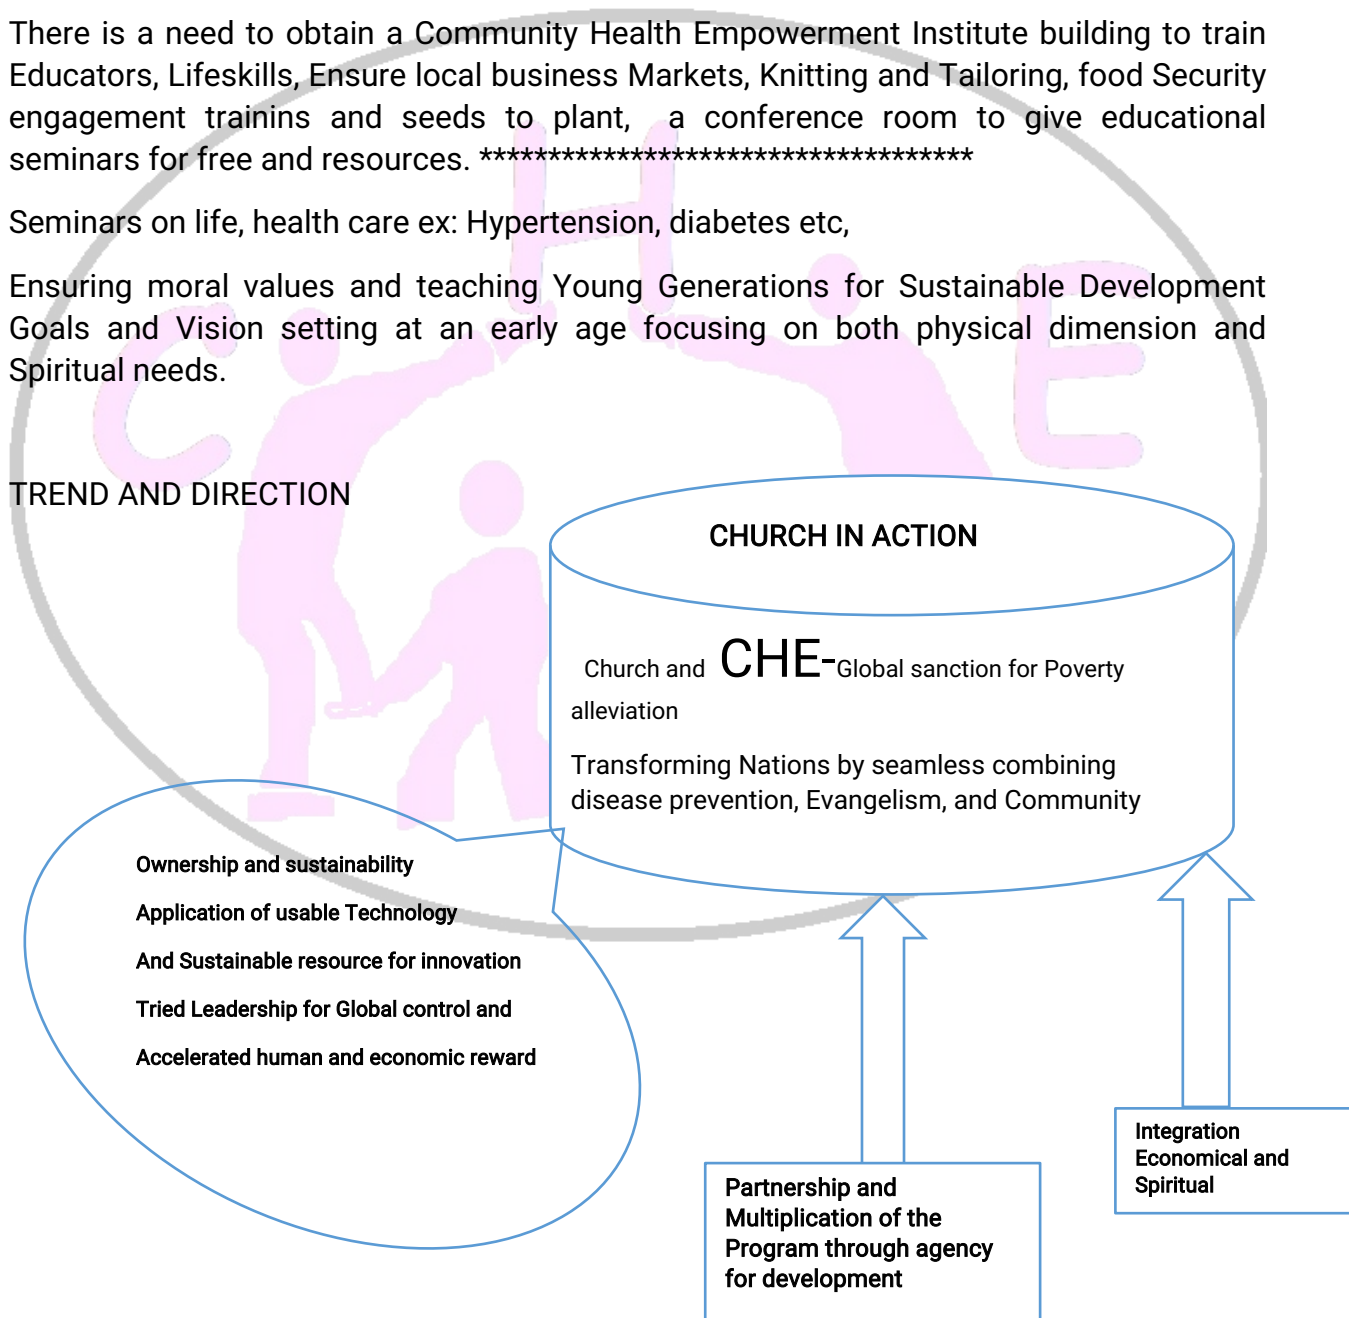 There is a need to obtain a Community Health Empowerment Institute building to train
Educators, Lifeskills, Ensure local business Markets, Knitting and Tailoring, food Security
engagement trainins and seeds to plant, a conference room to give educational
seminars for free and resources. ************************************
Seminars on life, health care ex: Hypertension, diabetes etc,
Ensuring moral values and teaching Young Generations for Sustainable Development
Goals and Vision setting at an early age focusing on both physical dimension and
Spiritual needs.
C H E
TREND AND DIRECTION
CHURCH IN ACTION
Church and CHE-Global sanction for Poverty
alleviation
Transforming Nations by seamless combining
disease prevention, Evangelism, and Community
Ownership and sustainability
Application of usable Technology
And Sustainable resource for innovation
Tried Leadership for Global control and
Accelerated human and economic reward
Integration
Economical and
Spiritual
Partnership and
Multiplication of the
Program through agency
for development